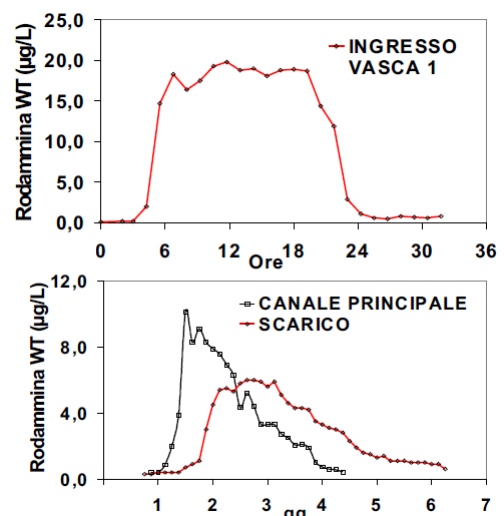 Rodammina WT (µg/L)
25,0
20,0
15,0
10,0
5,0
0,0
INGRESSO
VASCA 1
0 6 12 18 24 30 36
Ore
Rodammina WT (µg/L)
12,0
8,0
4,0
0,0
CANALE PRINCIPALE
SCARICO
1 2 3 4 5 6 7